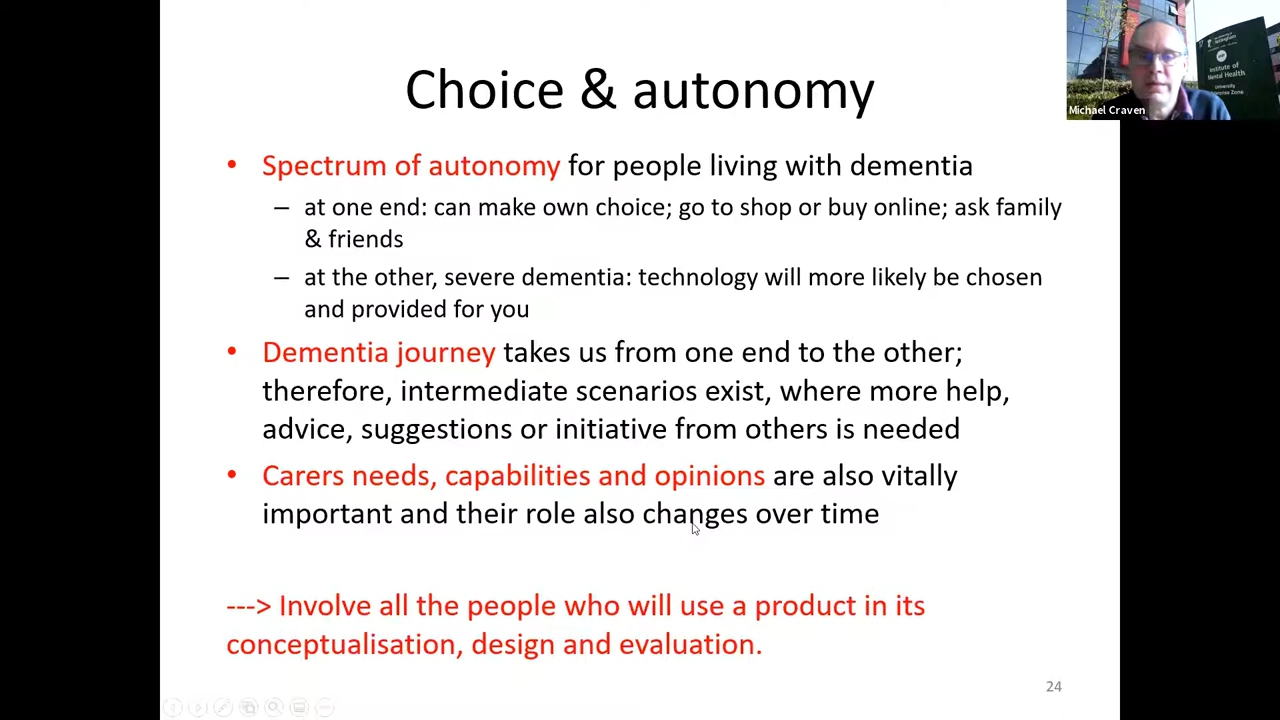 Choice & autonomy
• Spectrum of autonomy for people living with dementia
– at one end: can make own choice; go to shop or buy online; ask family
& friends
– at the other, severe dementia: technology will more likely be chosen
and provided for you
• Dementia journey takes us from one end to the other;
therefore, intermediate scenarios exist, where more help,
advice, suggestions or initiative from others is needed
• Carers needs, capabilities and opinions are also vitally
important and their role also changes over time
---> Involve all the people who will use a product in its
conceptualisation, design and evaluation.
24
Institute of
Mental Health
University
Zone
Michael Craven